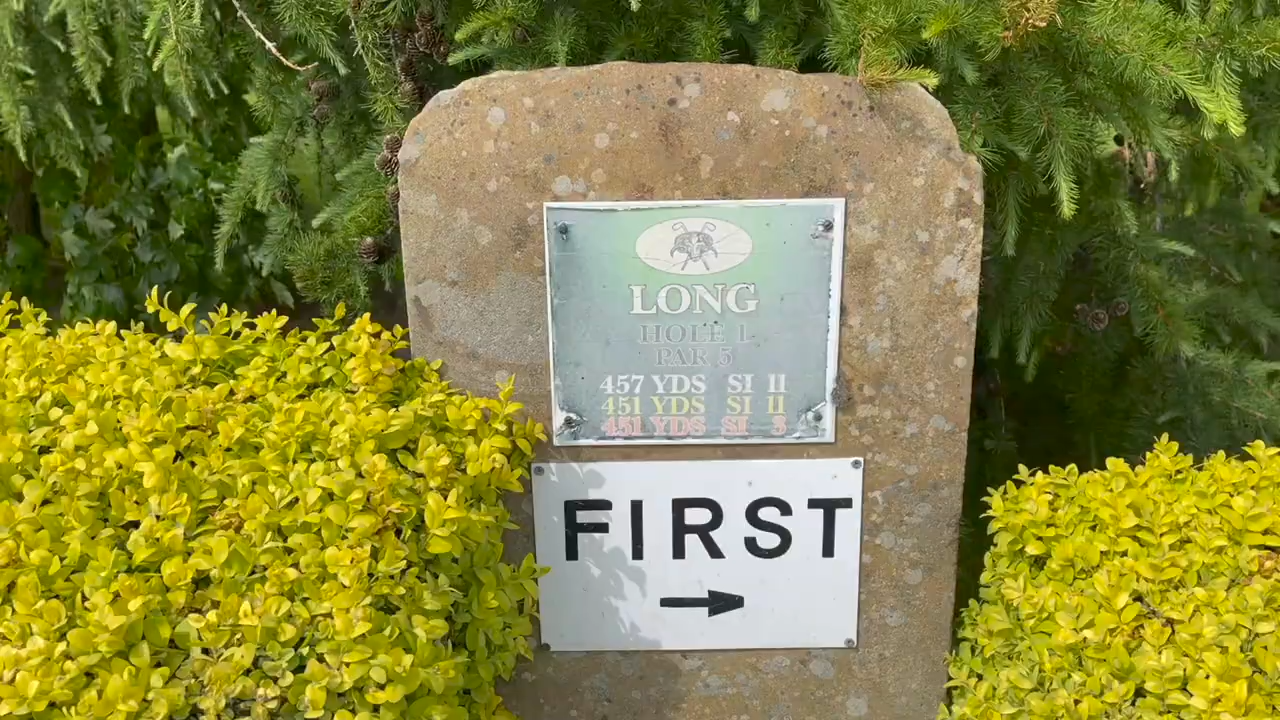 LONG
HOLE 1
PAR 5
457 YDS SI 11
451 YDS SI 11
451 YDS SI 3
FIRST